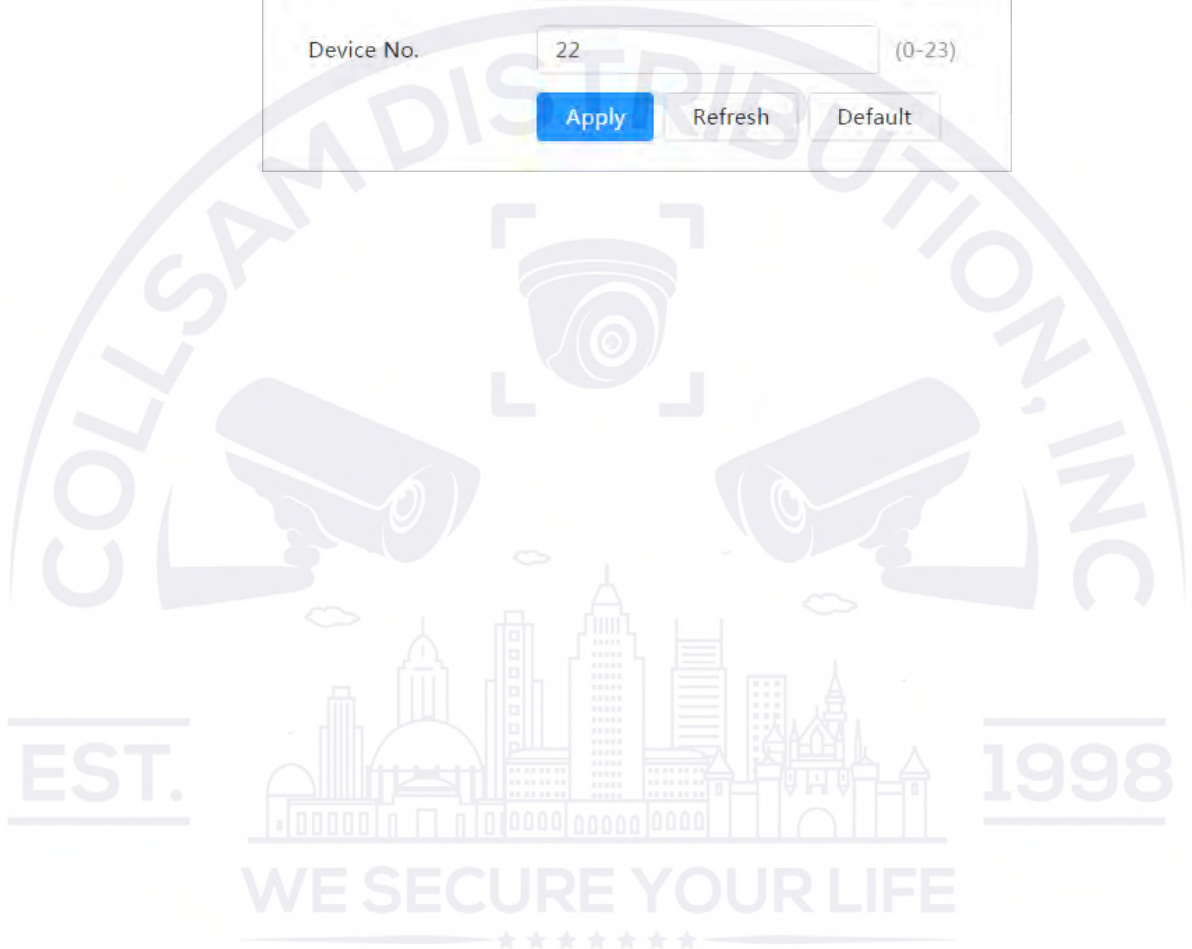 Device No. 22 (0-23)
Apply Refresh Default
COLLSAM DISTRIBUTION, INC
EST. 1998
WE SECURE YOUR LIFE